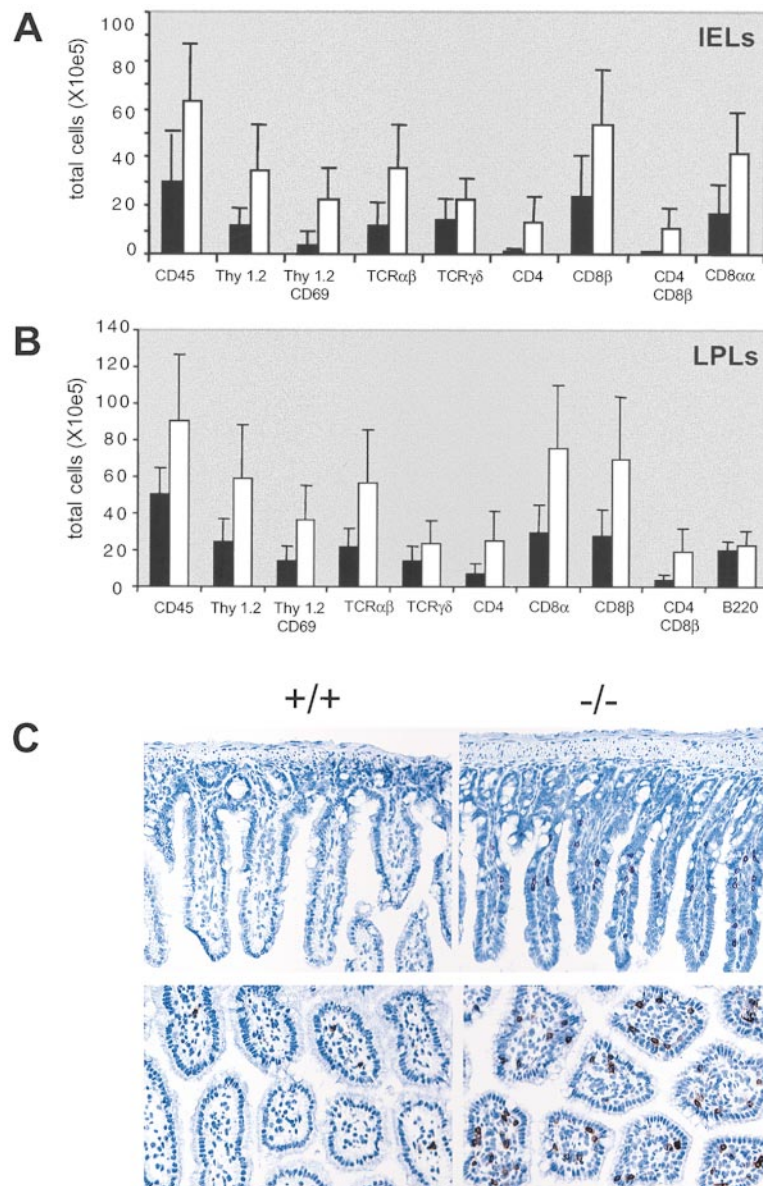 A
IELs
total cells (X10e5)
100
80
60
40
20
0
CD45 Thy 1.2 Thy 1.2 TCRαβ TCRγδ CD4 CD8β CD4 CD8αα
CD69 CD8β
B
LPLs
total cells (X10e5)
140
120
100
80
60
40
20
0
CD45 Thy 1.2 Thy 1.2 TCRαβ TCRγδ CD4 CD8α CD8β CD4 B220
CD69 CD8β
+/+ -/-
C